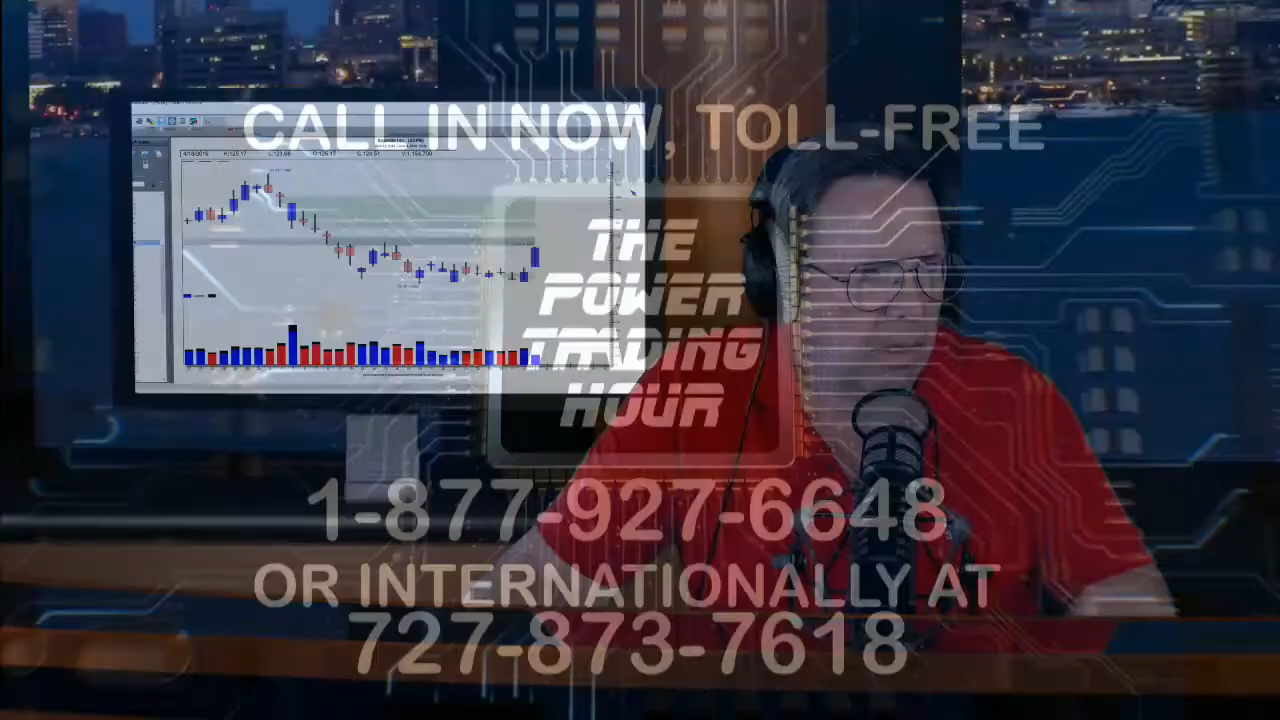 CALL IN NOW, TOLL-FREE
THE
POWER
TRADING
HOUR
1-877-927-6648
OR INTERNATIONALLY AT
727-873-7618